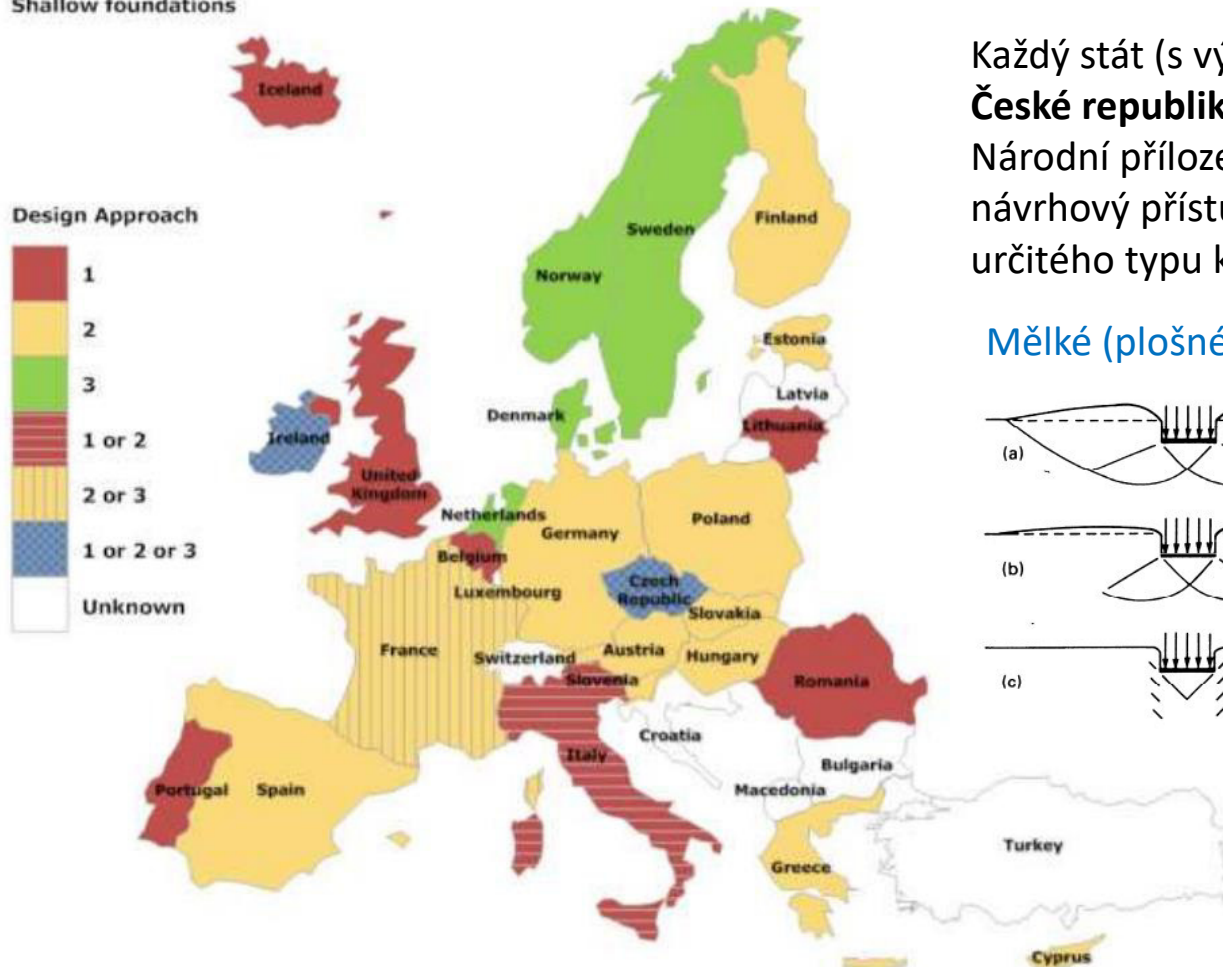 Shallow foundations
Každý stát (s vý
České republik
Národní příloze
návrhový přístu
určitého typu k
Mělké (plošné
Design Approach
1
2
3
1 or 2
2 or 3
1 or 2 or 3
Unknown
Iceland
Finland
Sweden
Norway
Estonia
Latvia
Lithuania
Denmark
Ireland
United
Kingdom
Netherlands
Belgium
Luxembourg
Germany
Poland
Czech
Republic
Slovakia
France
Switzerland
Austria
Hungary
Slovenia
Romania
Croatia
Italy
Bulgaria
Macedonia
Portugal
Spain
Turkey
Greece
Cyprus
(a)
(b)
(c)